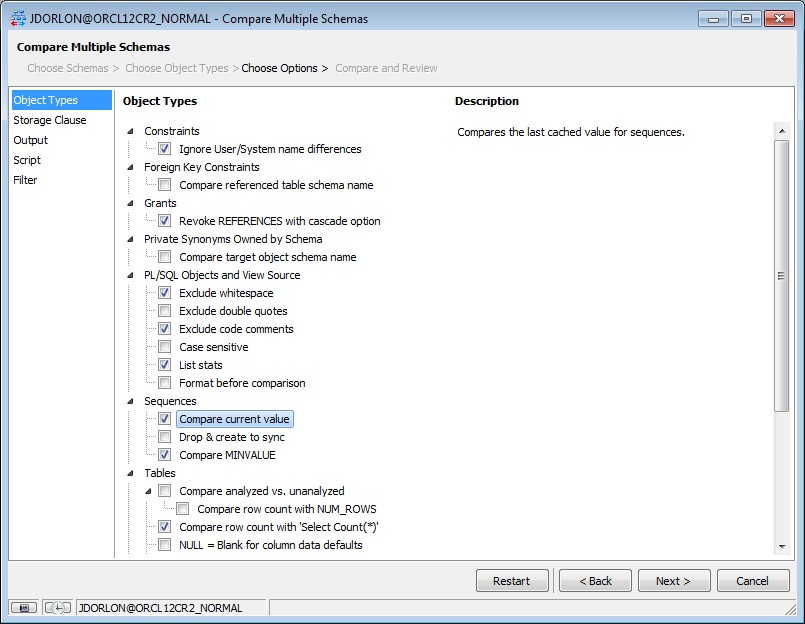 JDORLON@ORCL12CR2_NORMAL - Compare Multiple Schemas
Compare Multiple Schemas
Choose Schemas > Choose Object Types > Choose Options > Compare and Review
Object Types
Storage Clause
Output
Script
Filter
Object Types
Constraints
Ignore User/System name differences
Foreign Key Constraints
Compare referenced table schema name
Grants
Revoke REFERENCES with cascade option
Private Synonyms Owned by Schema
Compare target object schema name
PL/SQL Objects and View Source
Exclude whitespace
Exclude double quotes
Exclude code comments
Case sensitive
List stats
Format before comparison
Sequences
Compare current value
Drop & create to sync
Compare MINVALUE
Tables
Compare analyzed vs. unanalyzed
Compare row count with NUM_ROWS
Compare row count with 'Select Count(*)'
NULL = Blank for column data defaults
Description
Compares the last cached value for sequences.
Restart
< Back
Next >
Cancel
JDORLON@ORCL12CR2_NORMAL